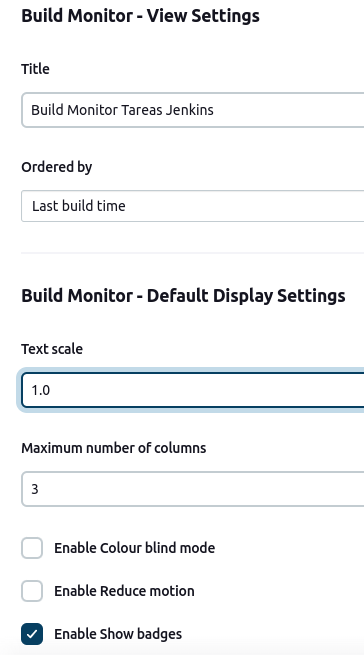 Build Monitor - View Settings
Title
Build Monitor Tareas Jenkins
Ordered by
Last build time
Build Monitor - Default Display Settings
Text scale
1.0
Maximum number of columns
3
Enable Colour blind mode
Enable Reduce motion
Enable Show badges